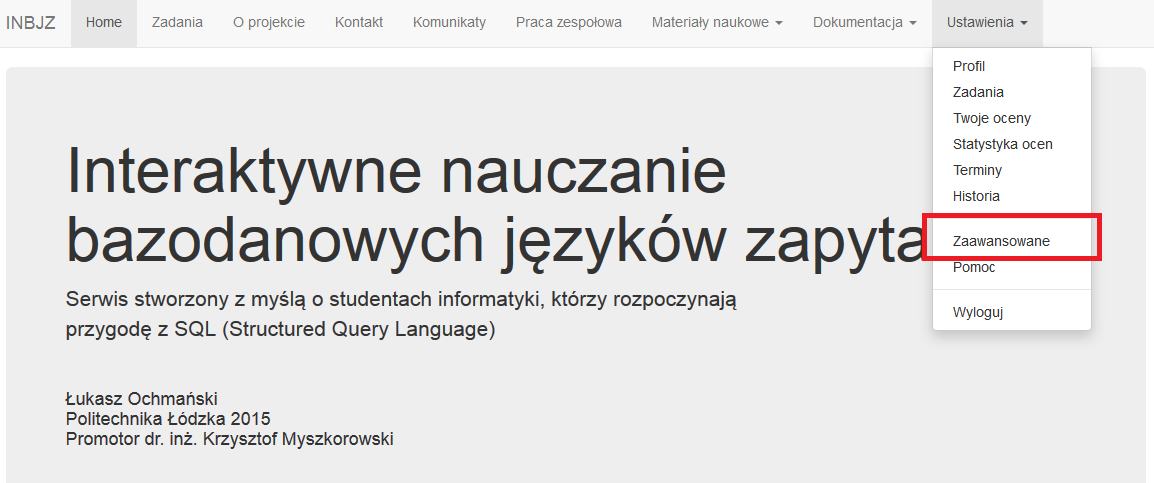 INBJZ Home Zadania O projekcie Kontakt Komunikaty Praca zespołowa Materiały naukowe Dokumentacja Ustawienia
Profil
Zadania
Twoje oceny
Statystyka ocen
Terminy
Historia
Zaawansowane
Pomoc
Wyloguj
Interaktywne nauczanie
bazodanowych języków
Serwis stworzony z myślą o studentach informatyki, którzy rozpoczynają
przygodę z SQL (Structured Query Language)
Łukasz Ochmański
Politechnika Łódzka 2015
Promotor dr. inż. Krzysztof Myszkorowski